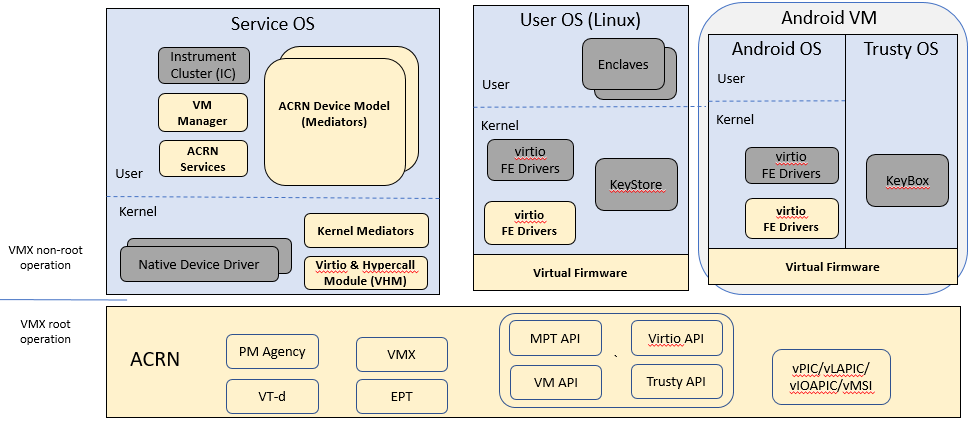 Service OS
Instrument
Cluster (IC)
VM
Manager
ACRN
Services
ACRN Device Model
(Mediators)
User
Kernel
Kernel Mediators
Native Device Driver
Virtio & Hypercall
Module (VHM)
User OS (Linux)
Enclaves
User
Kernel
virtio
FE Drivers
KeyStore
virtio
FE Drivers
Virtual Firmware
Android VM
Android OS
Trusty OS
User
Kernel
virtio
FE Drivers
KeyBox
virtio
FE Drivers
Virtual Firmware
VMX non-root
operation
VMX root
operation
ACRN
PM Agency
VMX
VT-d
EPT
MPT API
Virtio API
`
VM API
Trusty API
vPIC/vLAPIC/
vIOAPIC/vMSI